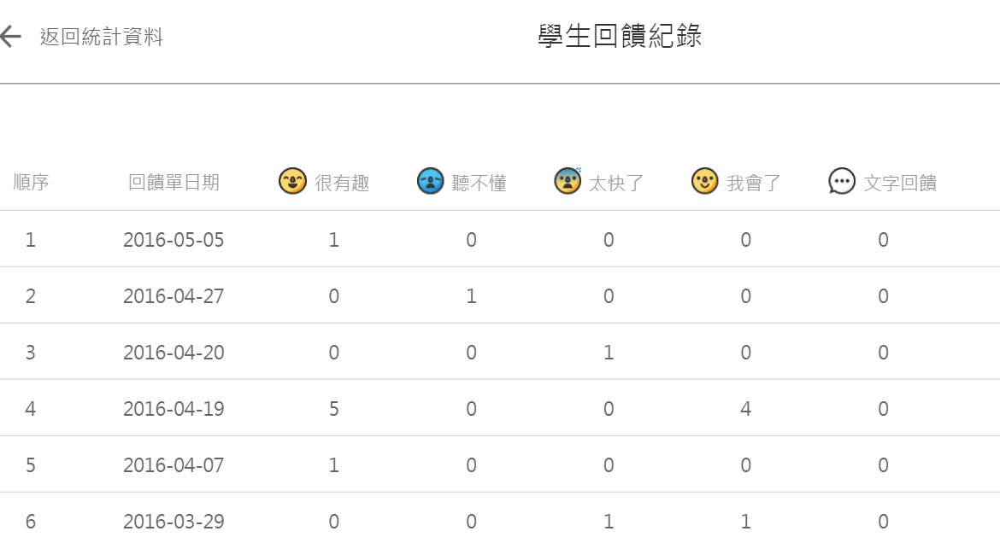 返回統計資料 學生回饋紀錄
順序 回饋單日期 很有趣 聽不懂 太快了 我會了 文字回饋
1 2016-05-05 1 0 0 0 0
2 2016-04-27 0 1 0 0 0
3 2016-04-20 0 0 1 0 0
4 2016-04-19 5 0 0 4 0
5 2016-04-07 1 0 0 0 0
6 2016-03-29 0 0 1 1 0